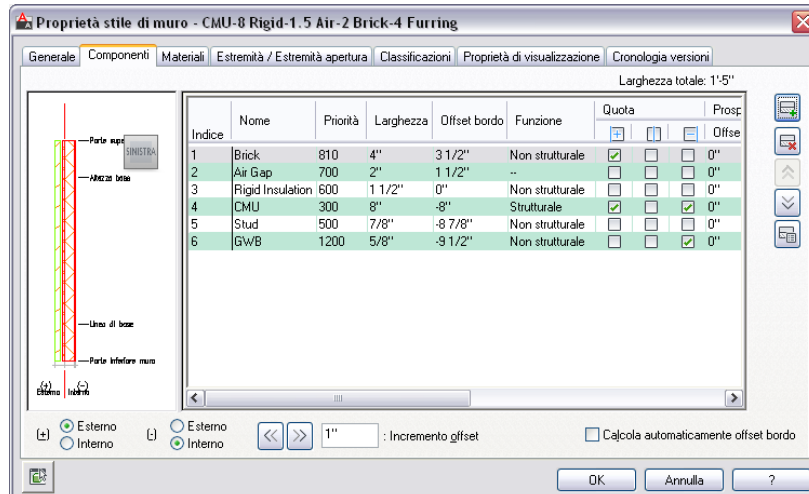 Proprietà stile di muro - CMU-8 Rigid-1.5 Air-2 Brick-4 Furring
Generale Componenti Materiali Estremità / Estremità apertura Classificazioni Proprietà di visualizzazione Cronologia versioni
Larghezza totale: 1'-5"
Indice Nome Priorità Larghezza Offset bordo Funzione Quota Prosp
Offse
1 Brick 810 4" 3 1/2" Non strutturale 0"
2 Air Gap 700 2" 1 1/2" -- 0"
3 Rigid Insulation 600 1 1/2" 0" Non strutturale 0"
4 CMU 300 8" -8" Strutturale 0"
5 Stud 500 7/8" -8 7/8" Non strutturale 0"
6 GWB 1200 5/8" -9 1/2" Non strutturale 0"
Parte supe
SINISTRA
Altezza base
Linea di base
Parte inferiore muro
(+) (-)
Esterno Interno
(+) Esterno (-) Esterno
Interno Interno
<< >> 1" : Incremento offset
Calcola automaticamente offset bordo
OK Annulla ?